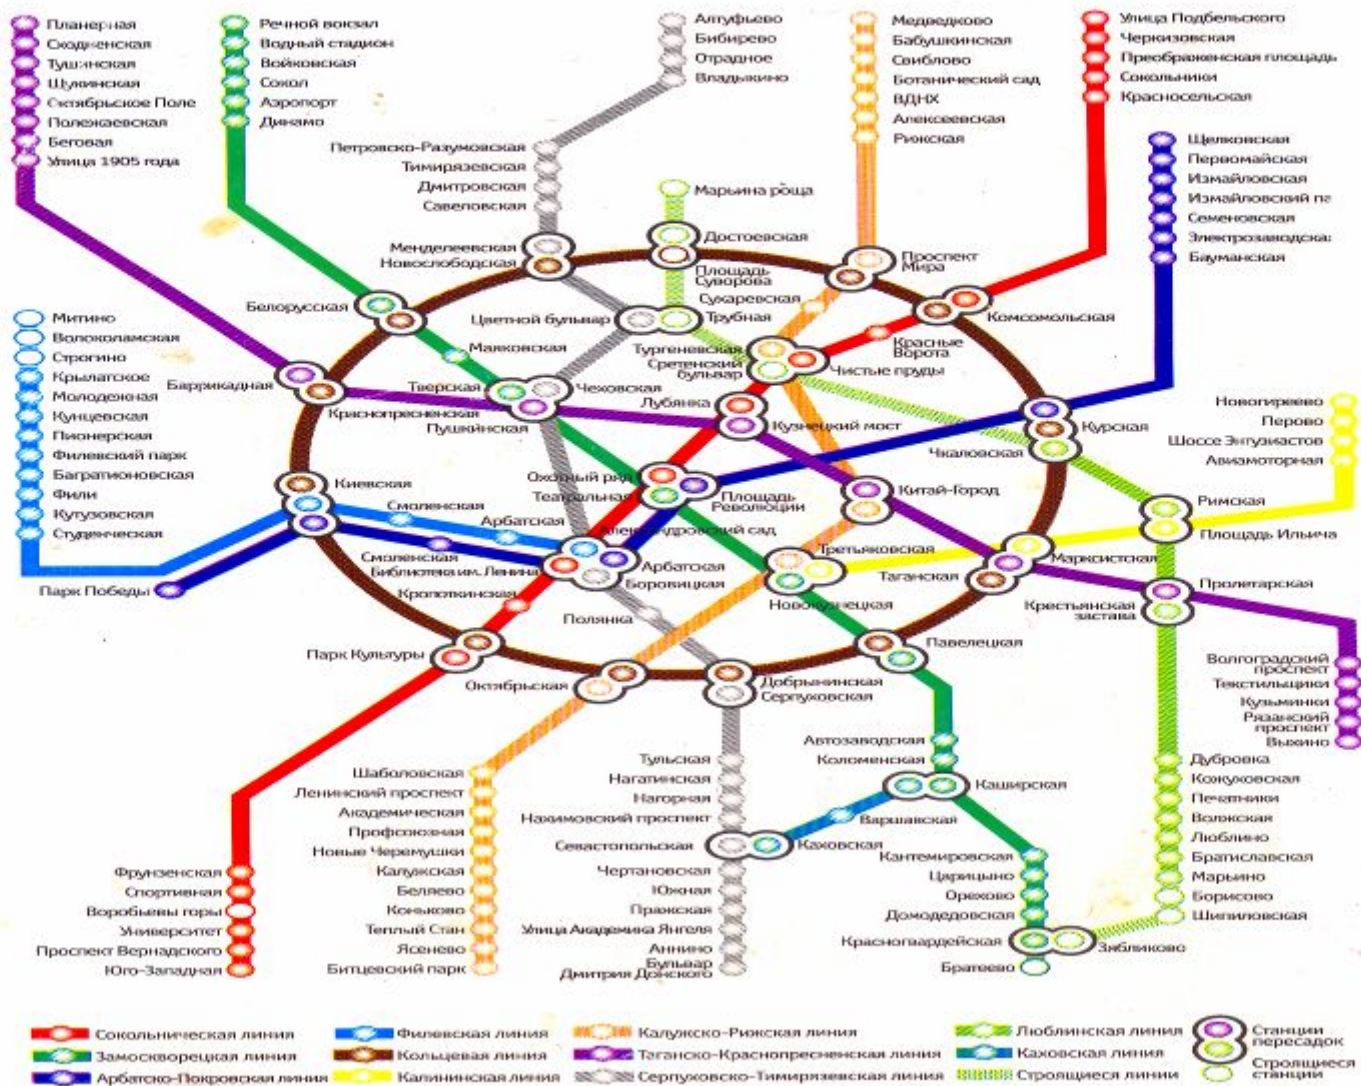 Планерная
Сходненская
Тушинская
Щукинская
Октябрьское Поле
Полежаевская
Беговая
Улица 1905 года
Речной вокзал
Водный стадион
Войковская
Сокол
Аэропорт
Динамо
Алтуфьево
Бибирево
Отрадное
Владыкино
Петровско-Разумовская
Тимирязевская
Дмитровская
Савеловская
Менделеевская
Новослободская
Марьина роща
Достоевская
Площадь
Суворова
Медведково
Бабушкинская
Свиблово
Ботанический сад
ВДНХ
Алексеевская
Рижская
Проспект
Мира
Сухаревская
Улица Подбельского
Черкизовская
Преображенская площадь
Сокольники
Красносельская
Комсомольская
Красные
Ворота
Щелковская
Первомайская
Измайловская
Измайловский па
Семеновская
Электрозаводская
Бауманская
Белорусская
Маяковская
Цветной бульвар
Трубная
Тургеневская
Сретенский
бульвар
Чистые пруды
Баррикадная
Краснопресненская
Тверская
Чеховская
Пушкинская
Лубянка
Кузнецкий мост
Курская
Чкаловская
Митино
Волоколамская
Строгино
Крылатское
Молодежная
Кунцевская
Пионерская
Филевский парк
Багратионовская
Фили
Кутузовская
Студенческая
Парк Победы
Киевская
Смоленская
Арбатская
Александровский сад
Смоленская
Библиотека им. Ленина
Арбатская
Боровицкая
Кропоткинская
Полянка
Охотный ряд
Театральная
Площадь
Революции
Китай-Город
Третьяковская
Новокузнецкая
Новогиреево
Перово
Шоссе Энтузиастов
Авиамоторная
Римская
Площадь Ильича
Марксистская
Таганская
Пролетарская
Крестьянская
застава
Волгоградский
проспект
Текстильщики
Кузьминки
Рязанский
проспект
Выхино
Парк Культуры
Октябрьская
Добрынинская
Серпуховская
Павелецкая
Автозаводская
Коломенская
Каширская
Варшавская
Каховская
Севастопольская
Кантемировская
Царицыно
Орехово
Домодедовская
Красногвардейская
Братеево
Зябликово
Дубровка
Кожуховская
Печатники
Волжская
Люблино
Братиславская
Марьино
Борисово
Шипиловская
Тульская
Нагатинская
Нагорная
Нахимовский проспект
Чертановская
Южная
Пражская
Улица Академика Янгеля
Аннино
Бульвар
Дмитрия Донского
Шаболовская
Ленинский проспект
Академическая
Профсоюзная
Новые Черемушки
Калужская
Беляево
Коньково
Теплый Стан
Ясенево
Битцевский парк
Фрунзенская
Спортивная
Воробьевы горы
Университет
Проспект Вернадского
Юго-Западная
Сокольническая линия
Замоскворецкая линия
Арбатско-Покровская линия
Филевская линия
Кольцевая линия
Калининская линия
Калужско-Рижская линия
Таганско-Краснопресненская линия
Серпуховско-Тимирязевская линия
Люблинская линия
Каховская линия
Строящиеся линии
Станции
пересадок
Строящиеся
станции